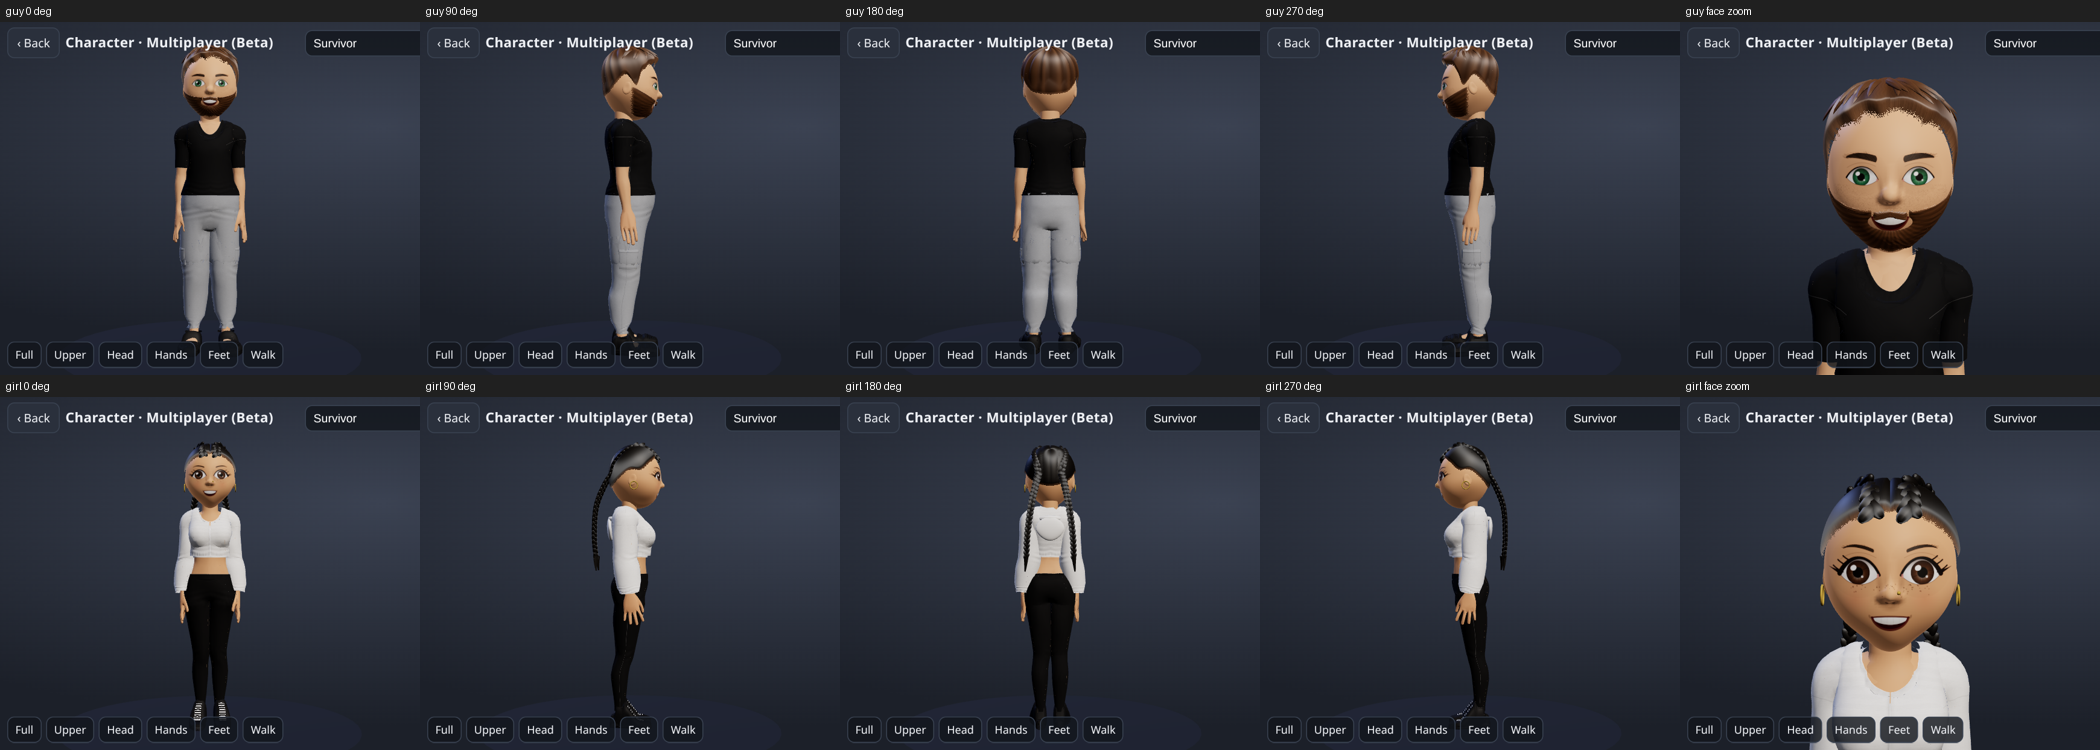 guy 0 deg
guy 90 deg
guy 180 deg
guy 270 deg
guy face zoom
‹ Back Character · Multiplayer (Beta) Survivor
‹ Back Character · Multiplayer (Beta) Survivor
‹ Back Character · Multiplayer (Beta) Survivor
‹ Back Character · Multiplayer (Beta) Survivor
‹ Back Character · Multiplayer (Beta) Survivor
Full Upper Head Hands Feet Walk
Full Upper Head Hands Feet Walk
Full Upper Head Hands Feet Walk
Full Upper Head Hands Feet Walk
Full Upper Head Hands Feet Walk
girl 0 deg
girl 90 deg
girl 180 deg
girl 270 deg
girl face zoom
‹ Back Character · Multiplayer (Beta) Survivor
‹ Back Character · Multiplayer (Beta) Survivor
‹ Back Character · Multiplayer (Beta) Survivor
‹ Back Character · Multiplayer (Beta) Survivor
‹ Back Character · Multiplayer (Beta) Survivor
Full Upper Head Hands Feet Walk
Full Upper Head Hands Feet Walk
Full Upper Head Hands Feet Walk
Full Upper Head Hands Feet Walk
Full Upper Head Hands Feet Walk